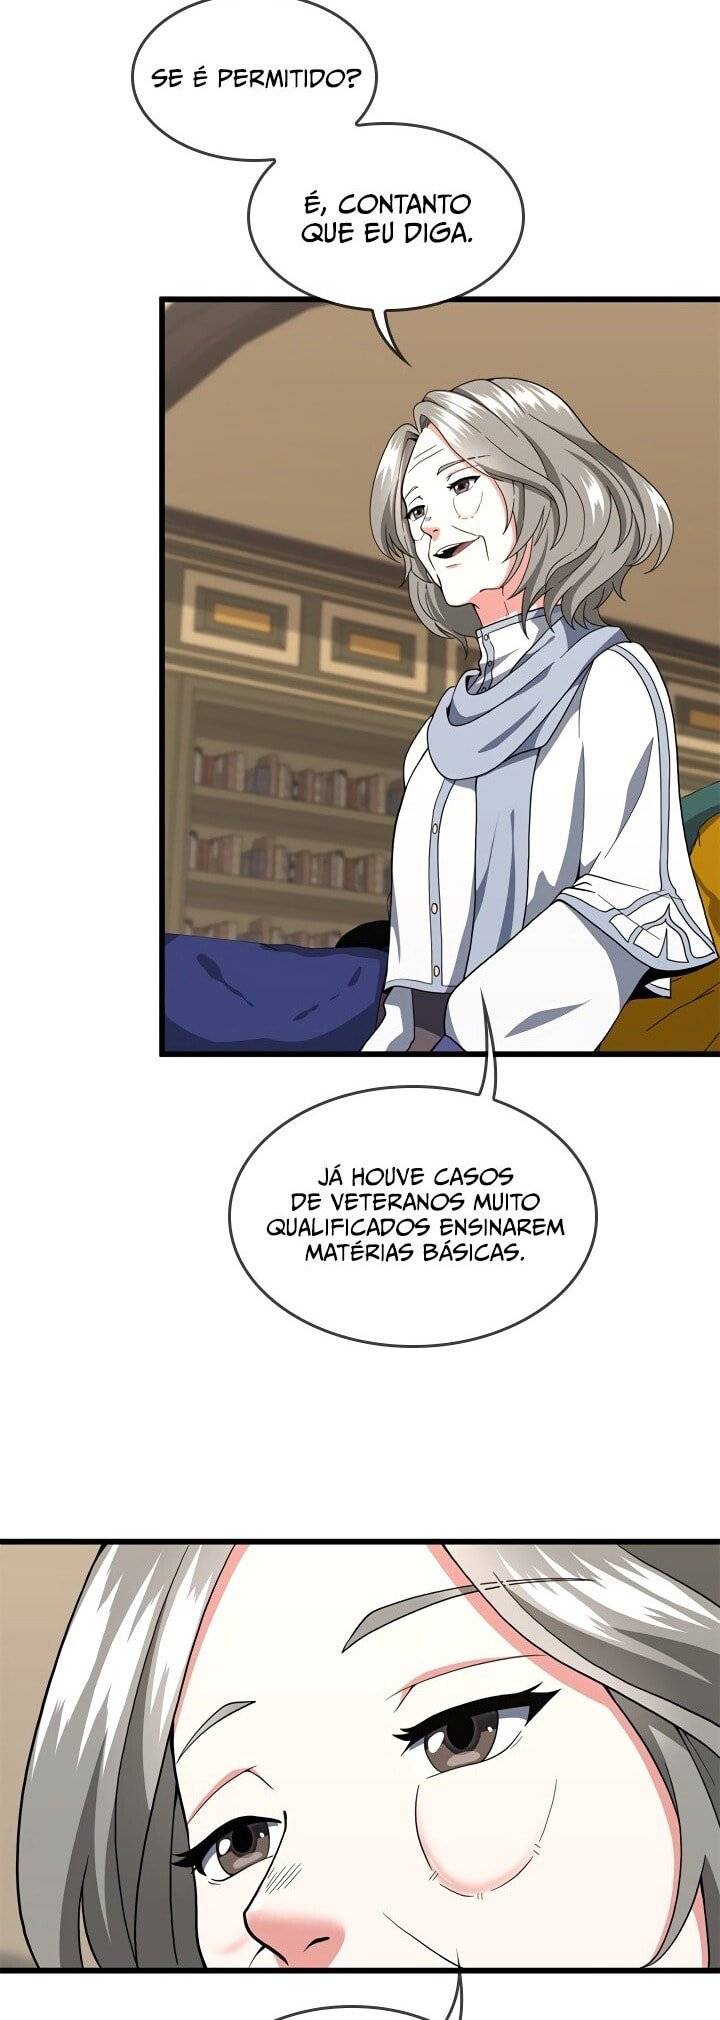 SE É PERMITIDO?
É, CONTANTO
QUE EU DIGA.
JÁ HOUVE CASOS
DE VETERANOS MUITO
QUALIFICADOS ENSINAREM
MATÉRIAS BÁSICAS.